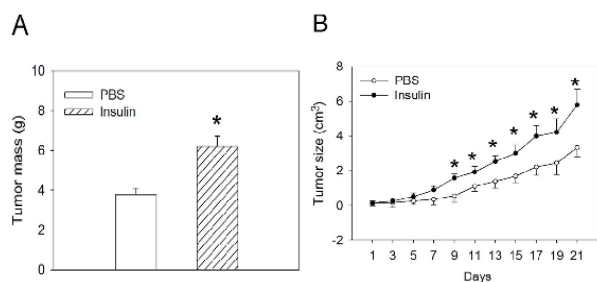 A
Tumor mass (g)
10
8
6
4
2
0
PBS
Insulin
*
B
Tumor size (cm3)
8
6
4
2
0
-2
PBS
Insulin
* * * * * * *
1 3 5 7 9 11 13 15 17 19 21
Days